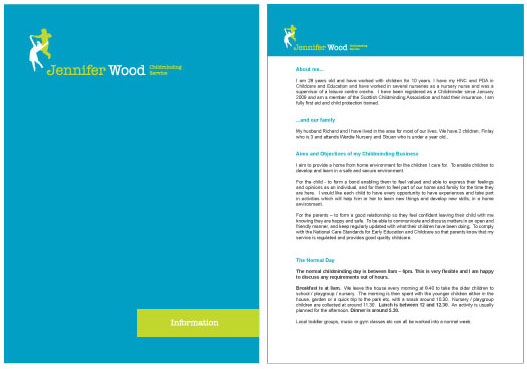 Jennifer Wood Childminding
Service
Information
Jennifer Wood Childminding
Service
About me...
I am 28 years old and have worked with children for 10 years. I have my HNC and PDA in
Childcare and Education and have worked in several nurseries as a nursery nurse and was a
supervisor of a leisure centre creche. I have been registered as a Childminder since January
2009 and am a member of the Scottish Childminding Association and hold their insurance. I am
fully first aid and child protection trained.
...and our family
My husband Richard and I have lived in the area for most of our lives. We have 2 children, Finlay
who is 3 and attends Wardie Nursery and Struan who is under a year old.
Aims and Objectives of my Childminding Business
I aim to provide a home from home environment for the children I care for. To enable children to
develop and learn in a safe and secure environment.
For the child - to form a bond enabling them to feel valued and able to express their feelings
and opinions as an individual, and for them to feel part of our home and family for the time they
are here. I would like each child to have every opportunity to have experiences and take part
in activities which will help him or her to learn new things and develop new skills, in a home
environment.
For the parents – to form a good relationship so they feel confident leaving their child with me
knowing they are happy and safe. To be able to communicate and discuss matters in an open and
friendly manner, and keep regularly updated with what their children have been doing. To comply
with the National Care Standards for Early Education and Childcare so that parents know that my
service is regulated and provides good quality childcare.
The Normal Day
The normal childminding day is between 8am – 6pm. This is very flexible and I am happy
to discuss any requirements out of hours.
Breakfast is at 8am. We leave the house every morning at 8:40 to take the older children to
school / playgroup / nursery. The morning is then spent with the younger children either in the
house, garden or a quick trip to the park etc, with a snack around 10.30. Nursery / playgroup
children are collected at around 11.30. Lunch is between 12 and 12.30. An activity is usually
planned for the afternoon. Dinner is around 5.30.
Local toddler groups, music or gym classes etc can all be worked into a normal week.